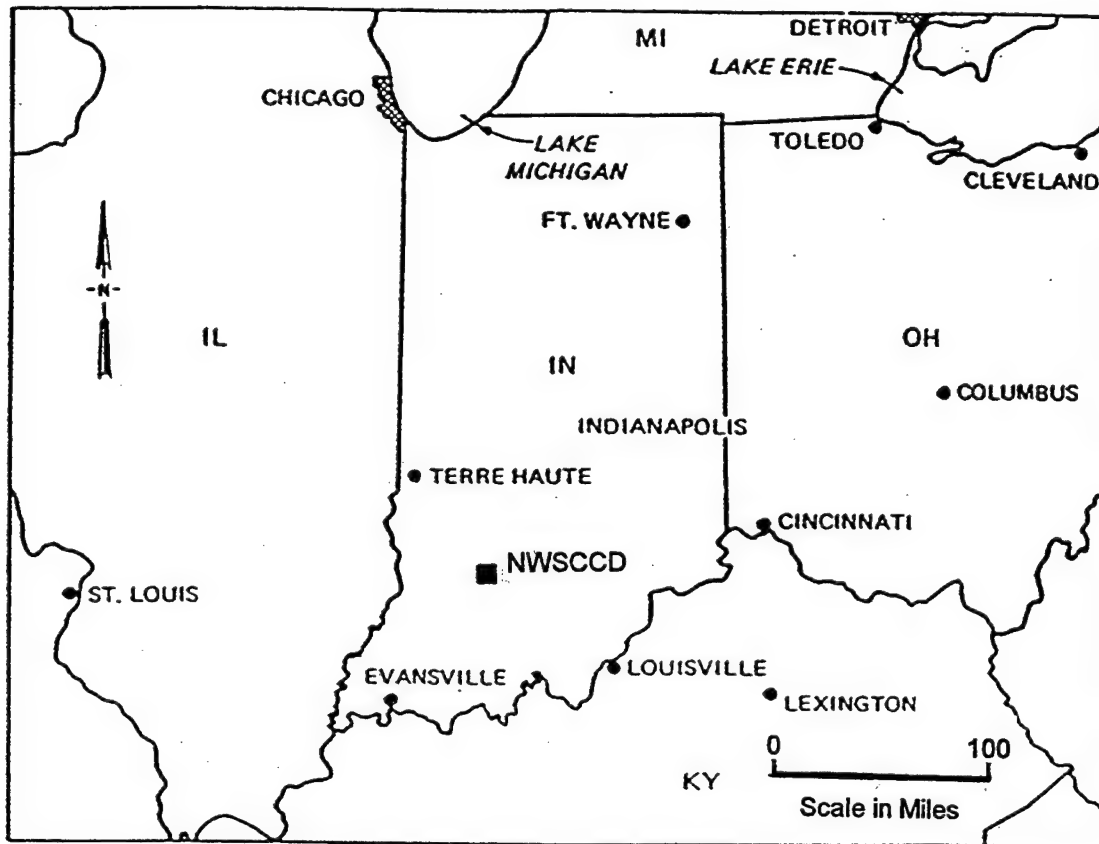 MI
DETROIT
LAKE ERIE
CHICAGO
TOLEDO
LAKE
MICHIGAN
CLEVELAND
FT. WAYNE
-N-
IL
OH
IN
COLUMBUS
INDIANAPOLIS
TERRE HAUTE
CINCINNATI
NWSCCD
ST. LOUIS
EVANSVILLE
LOUISVILLE
LEXINGTON
0 100
KY
Scale in Miles